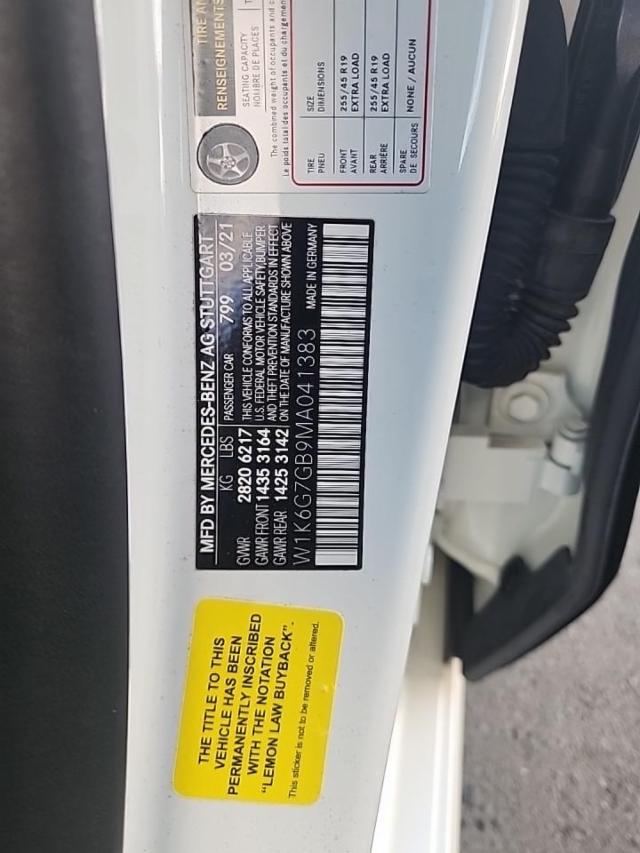 TIRE AN
RENSEIGNEMENTS
SEATING CAPACITY
NOMBRE DE PLACES
The combined weight of occupants and c
Le poids total des occupants et du chargement
TIRE
PNEU
SIZE
DIMENSIONS
FRONT
AVANT
255/45 R19
EXTRA LOAD
REAR
ARRIÈRE
255/45 R19
EXTRA LOAD
SPARE
DE SECOURS
NONE / AUCUN
MFD BY MERCEDES-BENZ AG STUTTGART
KG LBS PASSENGER CAR 799 03/21
GVWR 2820 6217
GAWR FRONT 1435 3164
GAWR REAR 1425 3142
THIS VEHICLE CONFORMS TO ALL APPLICABLE
U.S. FEDERAL MOTOR VEHICLE SAFETY, BUMPER
AND THEFT PREVENTION STANDARDS IN EFFECT
ON THE DATE OF MANUFACTURE SHOWN ABOVE
W1K6G7GB9MA041383 MADE IN GERMANY
THE TITLE TO THIS
VEHICLE HAS BEEN
PERMANENTLY INSCRIBED
WITH THE NOTATION
"LEMON LAW BUYBACK".
This sticker is not to be removed or altered.